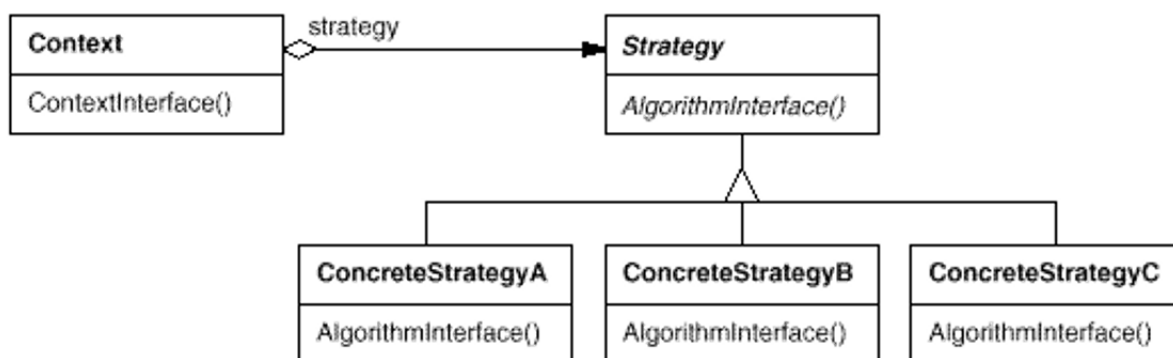 Context
ContextInterface()
strategy
Strategy
AlgorithmInterface()
ConcreteStrategyA
AlgorithmInterface()
ConcreteStrategyB
AlgorithmInterface()
ConcreteStrategyC
AlgorithmInterface()